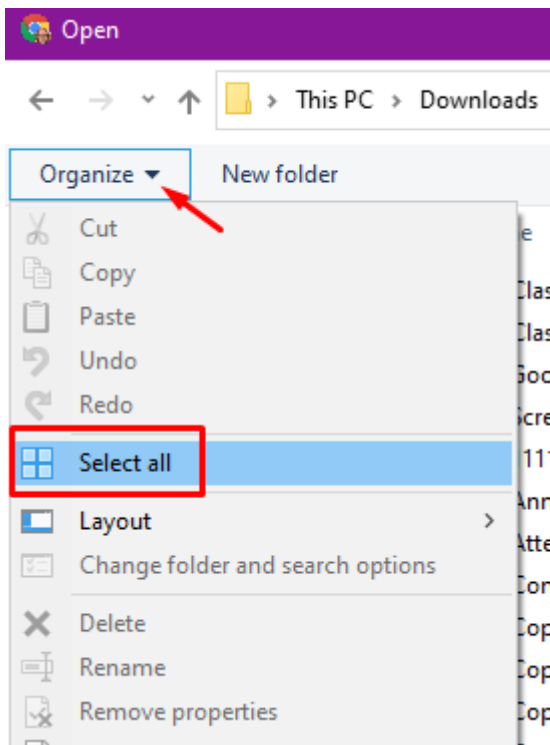 Open
This PC > Downloads
Organize New folder
Cut
Copy
Paste
Undo
Redo
Select all
Layout
Change folder and search options
Delete
Rename
Remove properties